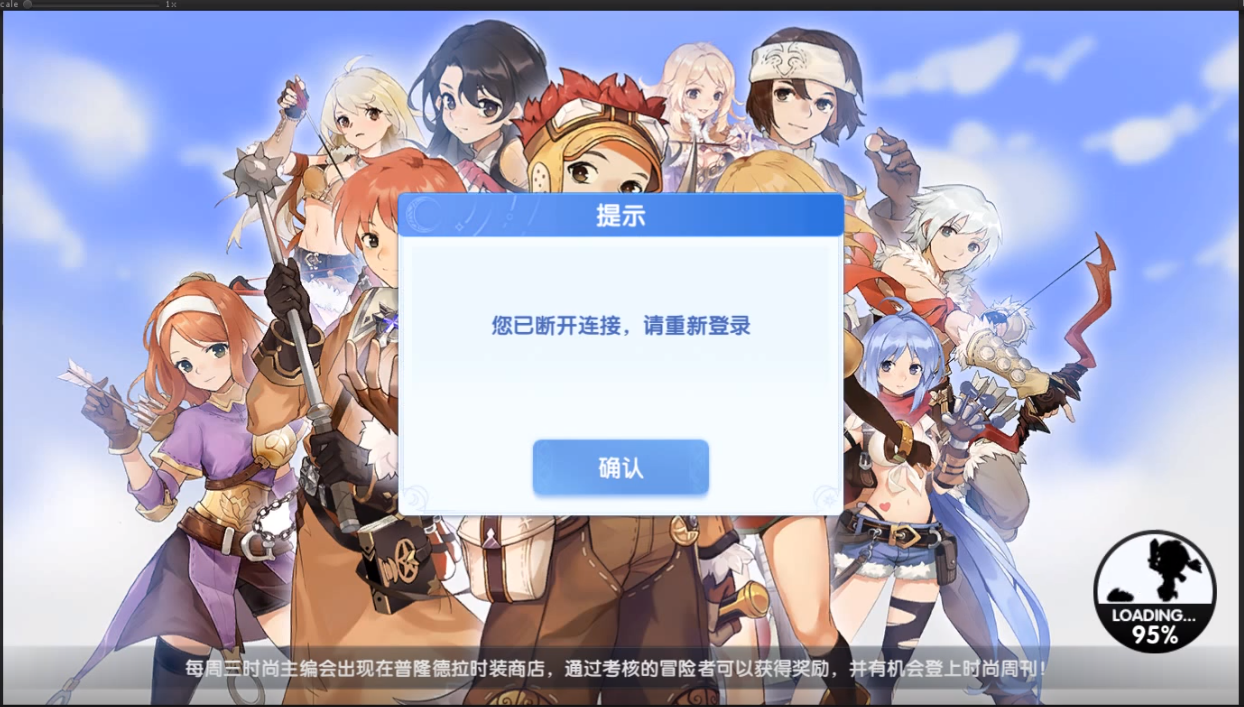 cale 1x
提示
您已断开连接，请重新登录
确认
LOADING...
95%
每周三时尚主编会出现在普隆德拉时装商店，通过考核的冒险者可以获得奖励，并有机会登上时尚周刊！